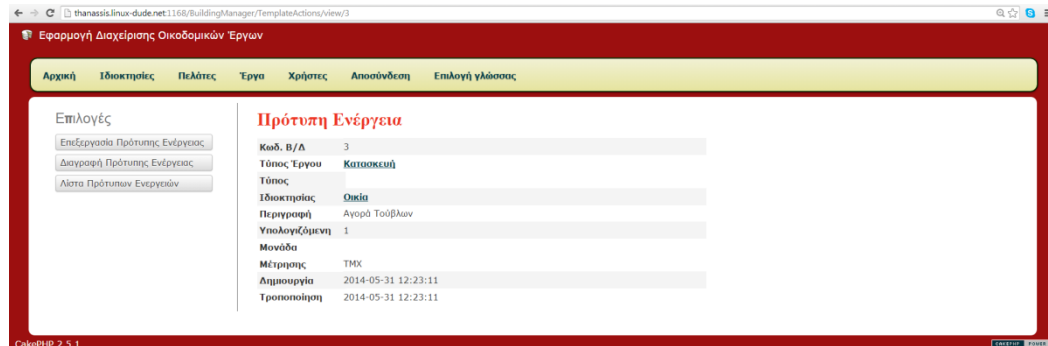 thanassis.linux-dude.net:1168/BuildingManager/TemplateActions/view/3
Εφαρμογή Διαχείρισης Οικοδομικών Έργων
Αρχική Ιδιοκτησίες Πελάτες Έργα Χρήστες Αποσύνδεση Επιλογή γλώσσας
Επιλογές
Επεξεργασία Πρότυπης Ενέργειας
Διαγραφή Πρότυπης Ενέργειας
Λίστα Πρότυπων Ενεργειών
Πρότυπη Ενέργεια
Κωδ. Β/Δ 3
Τύπος Έργου Κατασκευή
Τύπος
Ιδιοκτησίας Οικία
Περιγραφή Αγορά Τούβλων
Υπολογιζόμενη 1
Μονάδα
Μέτρησης ΤΜΧ
Δημιουργία 2014-05-31 12:23:11
Τροποποίηση 2014-05-31 12:23:11
CakePHP 2.5.1
CAKEPHP POWER